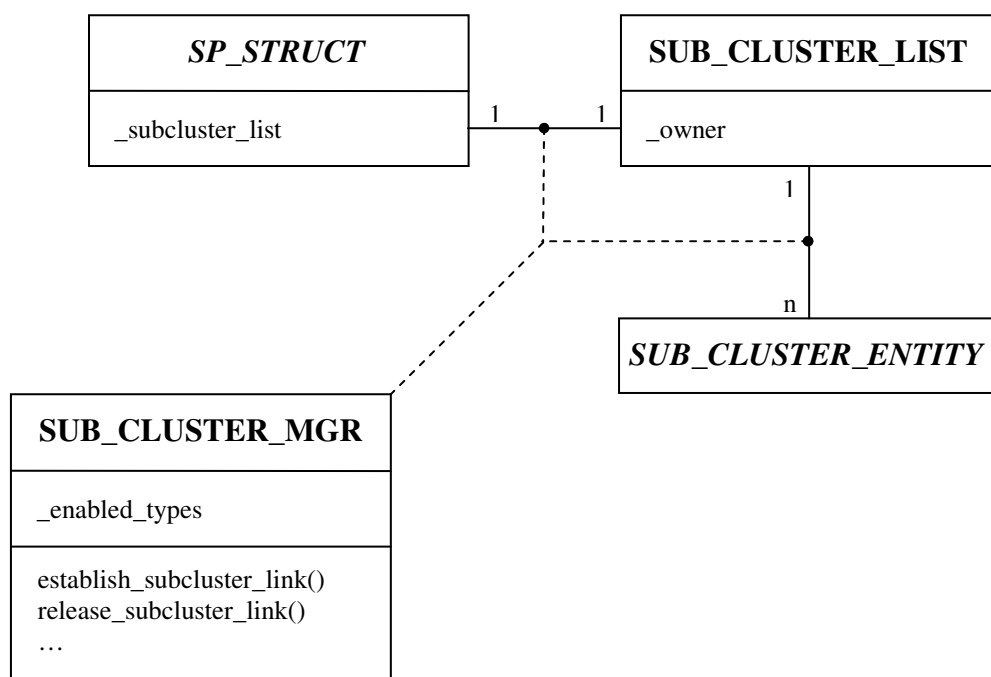 SP_STRUCT
_subcluster_list
1
1
SUB_CLUSTER_LIST
_owner
1
n
SUB_CLUSTER_ENTITY
SUB_CLUSTER_MGR
_enabled_types
establish_subcluster_link()
release_subcluster_link()
…